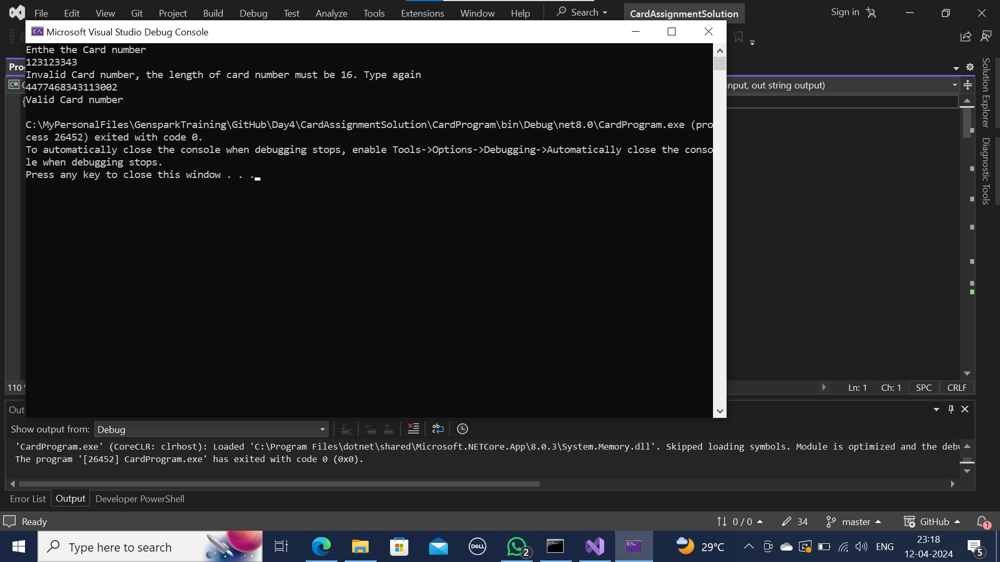 File Edit View Git Project Build Debug Test Analyze Tools Extensions Window Help Search CardAssignmentSolution Sign in
Microsoft Visual Studio Debug Console
Enthe the Card number
123123343
Invalid Card number, the length of card number must be 16. Type again
4477468343113002
Valid Card number
C:\MyPersonalFiles\GensparkTraining\GitHub\Day4\CardAssignmentSolution\CardProgram\bin\Debug\net8.0\CardProgram.exe (pro
cess 26452) exited with code 0.
To automatically close the console when debugging stops, enable Tools->Options->Debugging->Automatically close the conso
le when debugging stops.
Press any key to close this window . . .
Pro
C#
input, out string output)
{
Solution Explorer
Diagnostic Tools
110 %
Ln: 1 Ch: 1 SPC CRLF
Out
Show output from: Debug
'CardProgram.exe' (CoreCLR: clrhost): Loaded 'C:\Program Files\dotnet\shared\Microsoft.NETCore.App\8.0.3\System.Memory.dll'. Skipped loading symbols. Module is optimized and the debu
The program '[26452] CardProgram.exe' has exited with code 0 (0x0).
Error List Output Developer PowerShell
Ready 0 / 0 34 master GitHub 1
Type here to search DELL 2 29°C ENG 23:18
12-04-2024 5